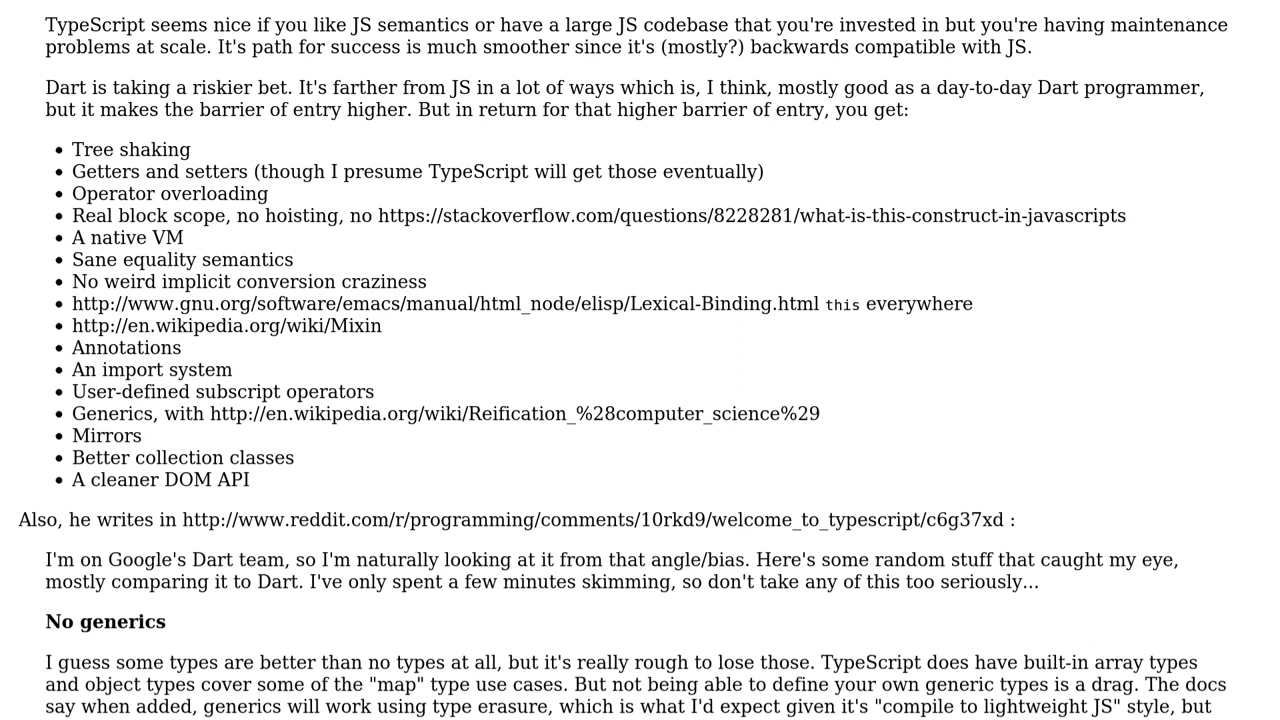 TypeScript seems nice if you like JS semantics or have a large JS codebase that you're invested in but you're having maintenance
problems at scale. It's path for success is much smoother since it's (mostly?) backwards compatible with JS.
Dart is taking a riskier bet. It's farther from JS in a lot of ways which is, I think, mostly good as a day-to-day Dart programmer,
but it makes the barrier of entry higher. But in return for that higher barrier of entry, you get:
• Tree shaking
• Getters and setters (though I presume TypeScript will get those eventually)
• Operator overloading
• Real block scope, no hoisting, no https://stackoverflow.com/questions/8228281/what-is-this-construct-in-javascripts
• A native VM
• Sane equality semantics
• No weird implicit conversion craziness
• http://www.gnu.org/software/emacs/manual/html_node/elisp/Lexical-Binding.html this everywhere
• http://en.wikipedia.org/wiki/Mixin
• Annotations
• An import system
• User-defined subscript operators
• Generics, with http://en.wikipedia.org/wiki/Reification_%28computer_science%29
• Mirrors
• Better collection classes
• A cleaner DOM API
Also, he writes in http://www.reddit.com/r/programming/comments/10rkd9/welcome_to_typescript/c6g37xd :
I'm on Google's Dart team, so I'm naturally looking at it from that angle/bias. Here's some random stuff that caught my eye,
mostly comparing it to Dart. I've only spent a few minutes skimming, so don't take any of this too seriously...
No generics
I guess some types are better than no types at all, but it's really rough to lose those. TypeScript does have built-in array types
and object types cover some of the "map" type use cases. But not being able to define your own generic types is a drag. The docs
say when added, generics will work using type erasure, which is what I'd expect given it's "compile to lightweight JS" style, but